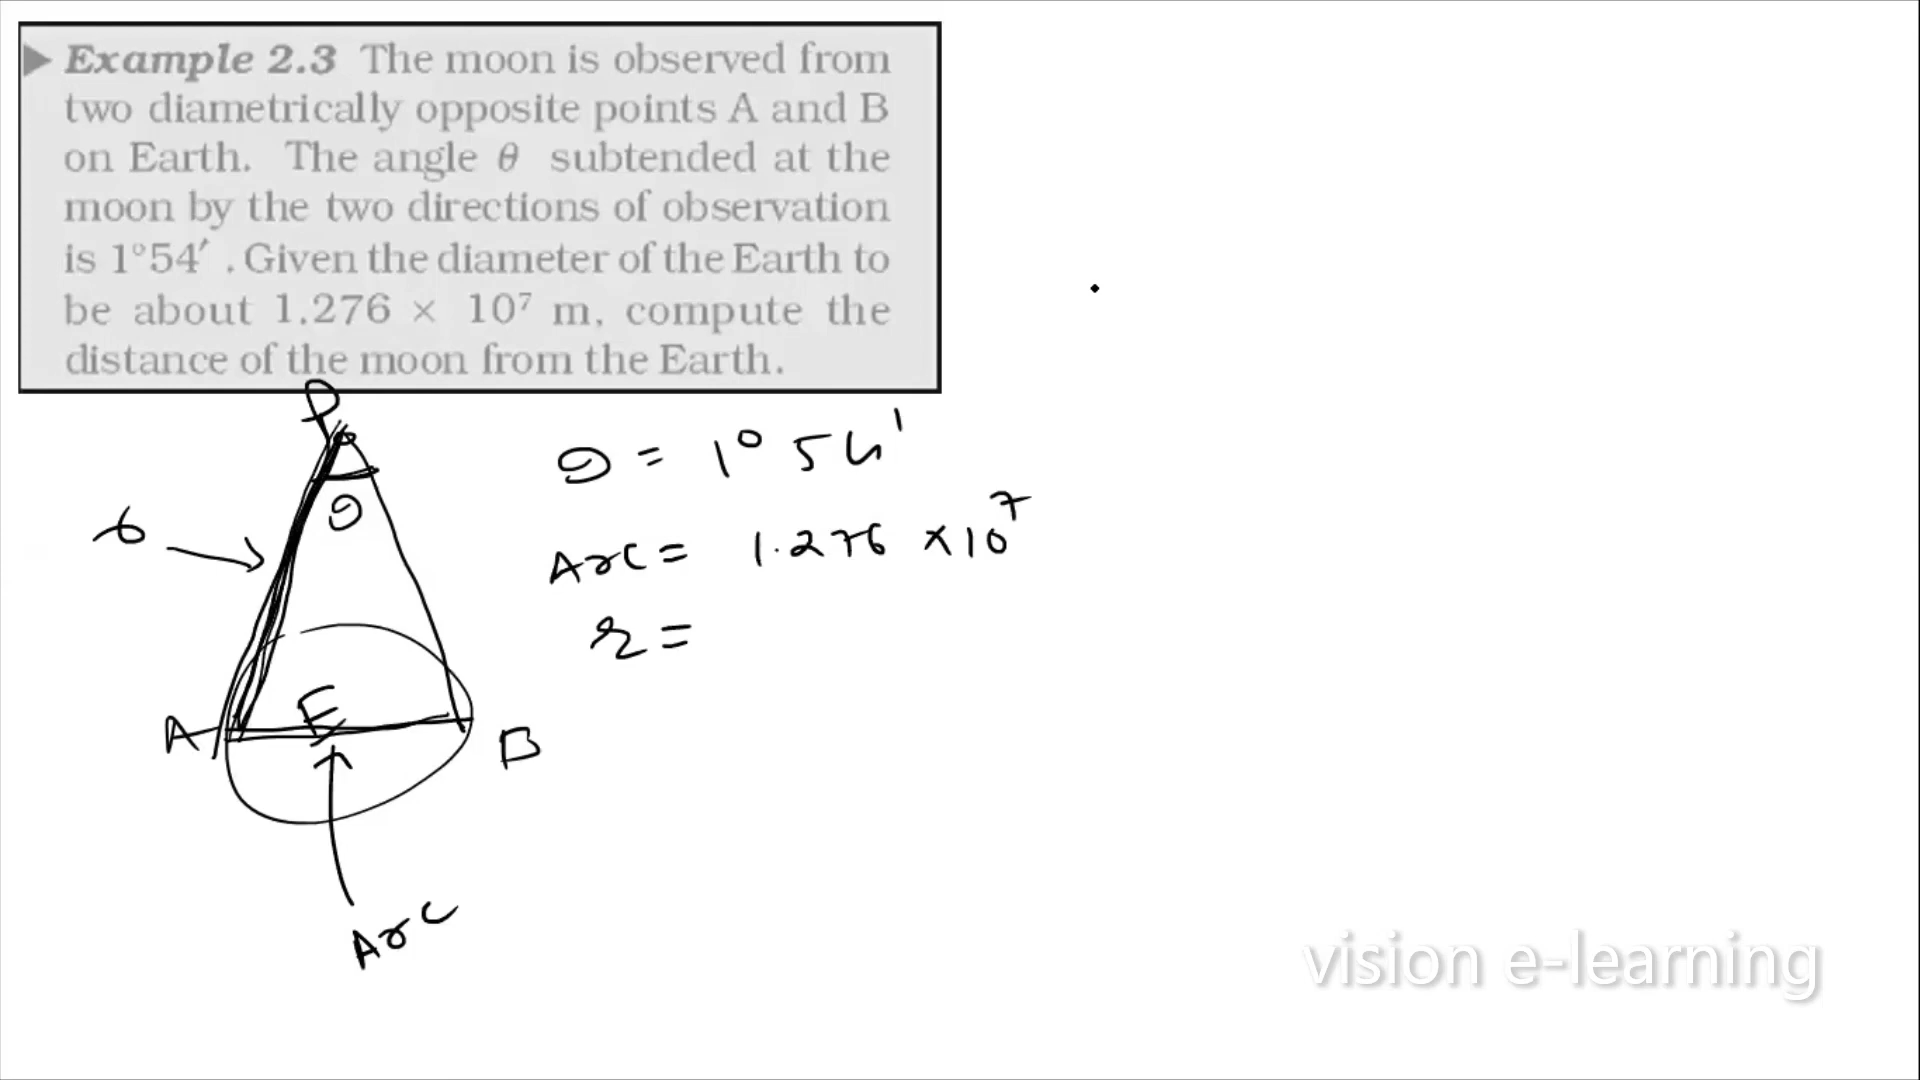 Example 2.3 The moon is observed from
two diametrically opposite points A and B
on Earth. The angle θ subtended at the
moon by the two directions of observation
is 1°54′ . Given the diameter of the Earth to
be about 1.276 × 10⁷ m, compute the
distance of the moon from the Earth.
P
θ
θ = 1° 54'
Arc = 1.276 × 10⁷
r =
E
A
B
Arc
vision e-learning